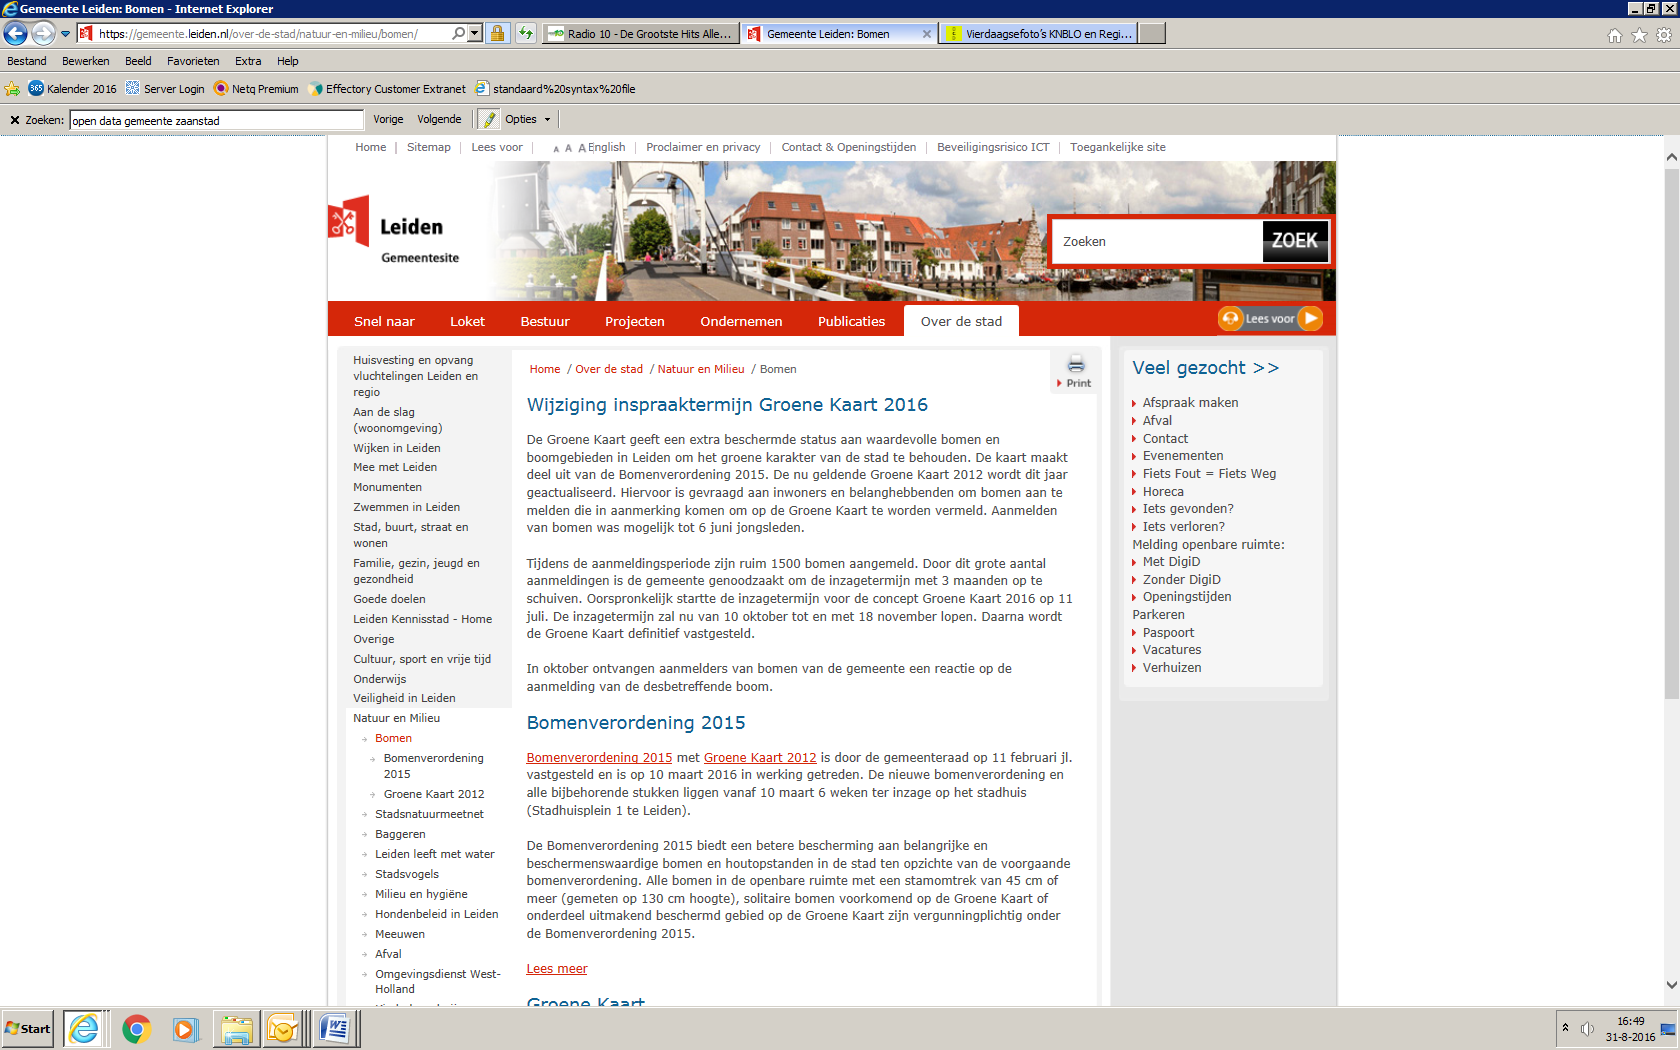 Gemeente Leiden: Bomen - Internet Explorer
https://gemeente.leiden.nl/over-de-stad/natuur-en-milieu/bomen/
Radio 10 - De Grootste Hits Alle...
Gemeente Leiden: Bomen
Vierdaagsefoto's KNBLO en Regi...
Bestand Bewerken Beeld Favorieten Extra Help
365 Kalender 2016 Server Login Netq Premium Effectory Customer Extranet standaard%20syntax%20file
Zoeken: open data gemeente zaanstad Vorige Volgende Opties
Home | Sitemap | Lees voor | A A A English | Proclaimer en privacy | Contact & Openingstijden | Beveiligingsrisico ICT | Toegankelijke site
Leiden
Gemeentesite
Zoeken ZOEK
Snel naar Loket Bestuur Projecten Ondernemen Publicaties Over de stad
Lees voor
Huisvesting en opvang
vluchtelingen Leiden en
regio
Aan de slag
(woonomgeving)
Wijken in Leiden
Mee met Leiden
Monumenten
Zwemmen in Leiden
Stad, buurt, straat en
wonen
Familie, gezin, jeugd en
gezondheid
Goede doelen
Leiden Kennisstad - Home
Overige
Cultuur, sport en vrije tijd
Onderwijs
Veiligheid in Leiden
Natuur en Milieu
Bomen
Bomenverordening
2015
Groene Kaart 2012
Stadsnatuurmeetnet
Baggeren
Leiden leeft met water
Stadsvogels
Milieu en hygiëne
Hondenbeleid in Leiden
Meeuwen
Afval
Omgevingsdienst West-
Holland
Home / Over de stad / Natuur en Milieu / Bomen
Print
Wijziging inspraaktermijn Groene Kaart 2016
De Groene Kaart geeft een extra beschermde status aan waardevolle bomen en
boomgebieden in Leiden om het groene karakter van de stad te behouden. De kaart maakt
deel uit van de Bomenverordening 2015. De nu geldende Groene Kaart 2012 wordt dit jaar
geactualiseerd. Hiervoor is gevraagd aan inwoners en belanghebbenden om bomen aan te
melden die in aanmerking komen om op de Groene Kaart te worden vermeld. Aanmelden
van bomen was mogelijk tot 6 juni jongsleden.
Tijdens de aanmeldingsperiode zijn ruim 1500 bomen aangemeld. Door dit grote aantal
aanmeldingen is de gemeente genoodzaakt om de inzagetermijn met 3 maanden op te
schuiven. Oorspronkelijk startte de inzagetermijn voor de concept Groene Kaart 2016 op 11
juli. De inzagetermijn zal nu van 10 oktober tot en met 18 november lopen. Daarna wordt
de Groene Kaart definitief vastgesteld.
In oktober ontvangen aanmelders van bomen van de gemeente een reactie op de
aanmelding van de desbetreffende boom.
Bomenverordening 2015
Bomenverordening 2015 met Groene Kaart 2012 is door de gemeenteraad op 11 februari jl.
vastgesteld en is op 10 maart 2016 in werking getreden. De nieuwe bomenverordening en
alle bijbehorende stukken liggen vanaf 10 maart 6 weken ter inzage op het stadhuis
(Stadhuisplein 1 te Leiden).
De Bomenverordening 2015 biedt een betere bescherming aan belangrijke en
beschermenswaardige bomen en houtopstanden in de stad ten opzichte van de voorgaande
bomenverordening. Alle bomen in de openbare ruimte met een stamomtrek van 45 cm of
meer (gemeten op 130 cm hoogte), solitaire bomen voorkomend op de Groene Kaart of
onderdeel uitmakend beschermd gebied op de Groene Kaart zijn vergunningplichtig onder
de Bomenverordening 2015.
Lees meer
Groene Kaart
Veel gezocht >>
Afspraak maken
Afval
Contact
Evenementen
Fiets Fout = Fiets Weg
Horeca
Iets gevonden?
Iets verloren?
Melding openbare ruimte:
Met DigiD
Zonder DigiD
Openingstijden
Parkeren
Paspoort
Vacatures
Verhuizen
Start
16:49
31-8-2016